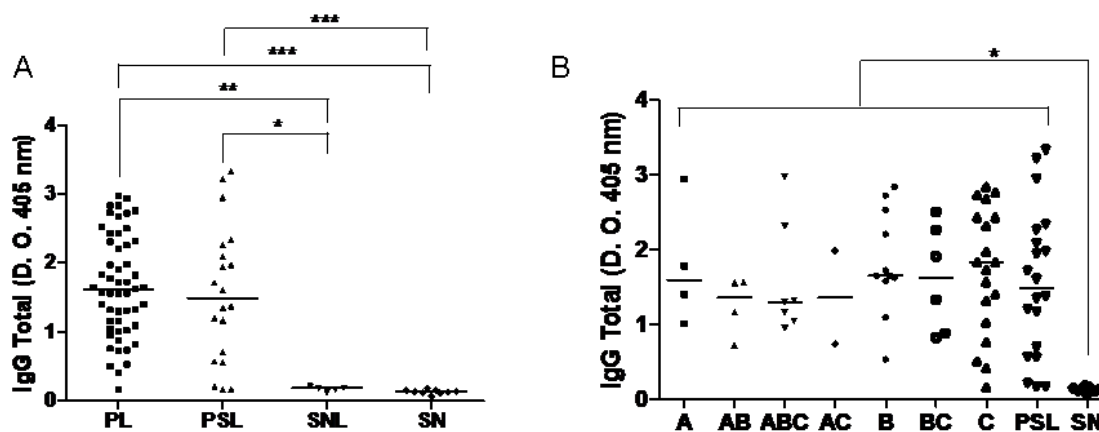 A
***
***
**
*
IgG Total (D. O. 405 nm)
4
3
2
1
0
PL PSL SNL SN
B
*
IgG Total (D. O. 405 nm)
4
3
2
1
0
A AB ABC AC B BC C PSL SN